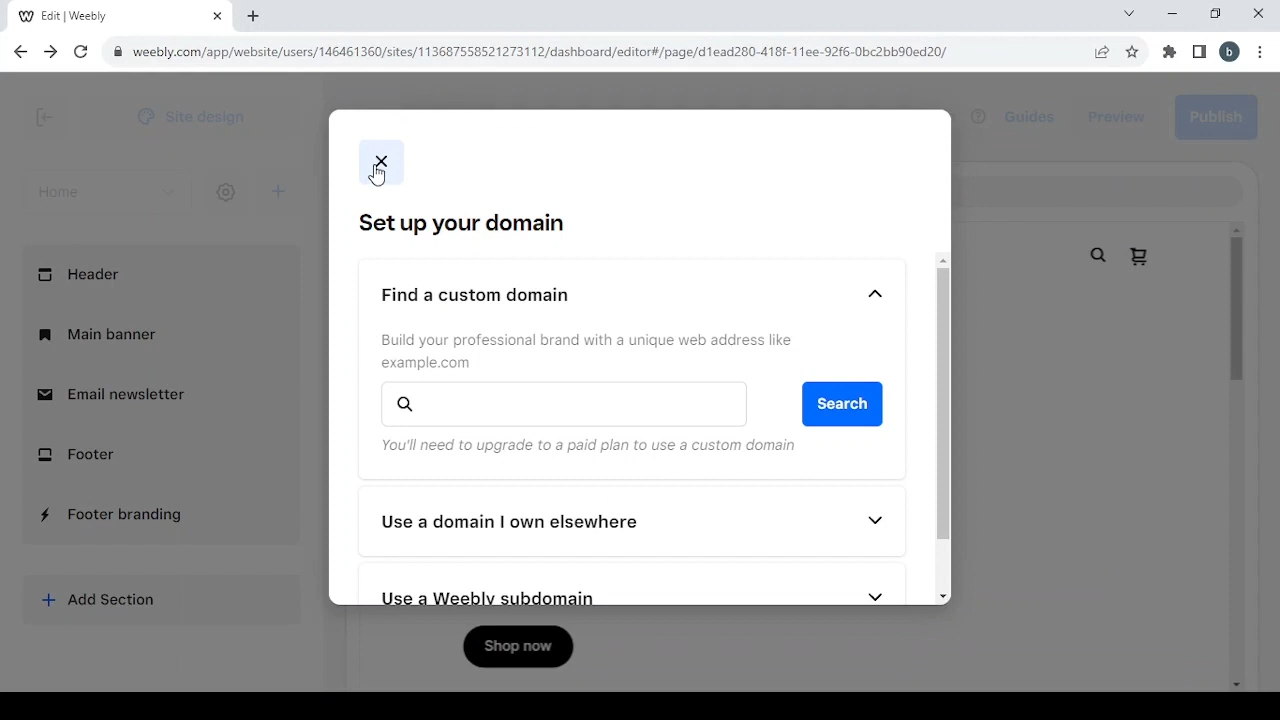 Edit | Weebly
weebly.com/app/website/users/146461360/sites/113687558521273112/dashboard/editor#/page/d1ead280-418f-11ee-92f6-0bc2bb90ed20/
b
Site design
Guides
Preview
Publish
Home
Set up your domain
Header
Find a custom domain
Main banner
Build your professional brand with a unique web address like
example.com
Email newsletter
Search
You'll need to upgrade to a paid plan to use a custom domain
Footer
Footer branding
Use a domain I own elsewhere
Add Section
Use a Weebly subdomain
Shop now